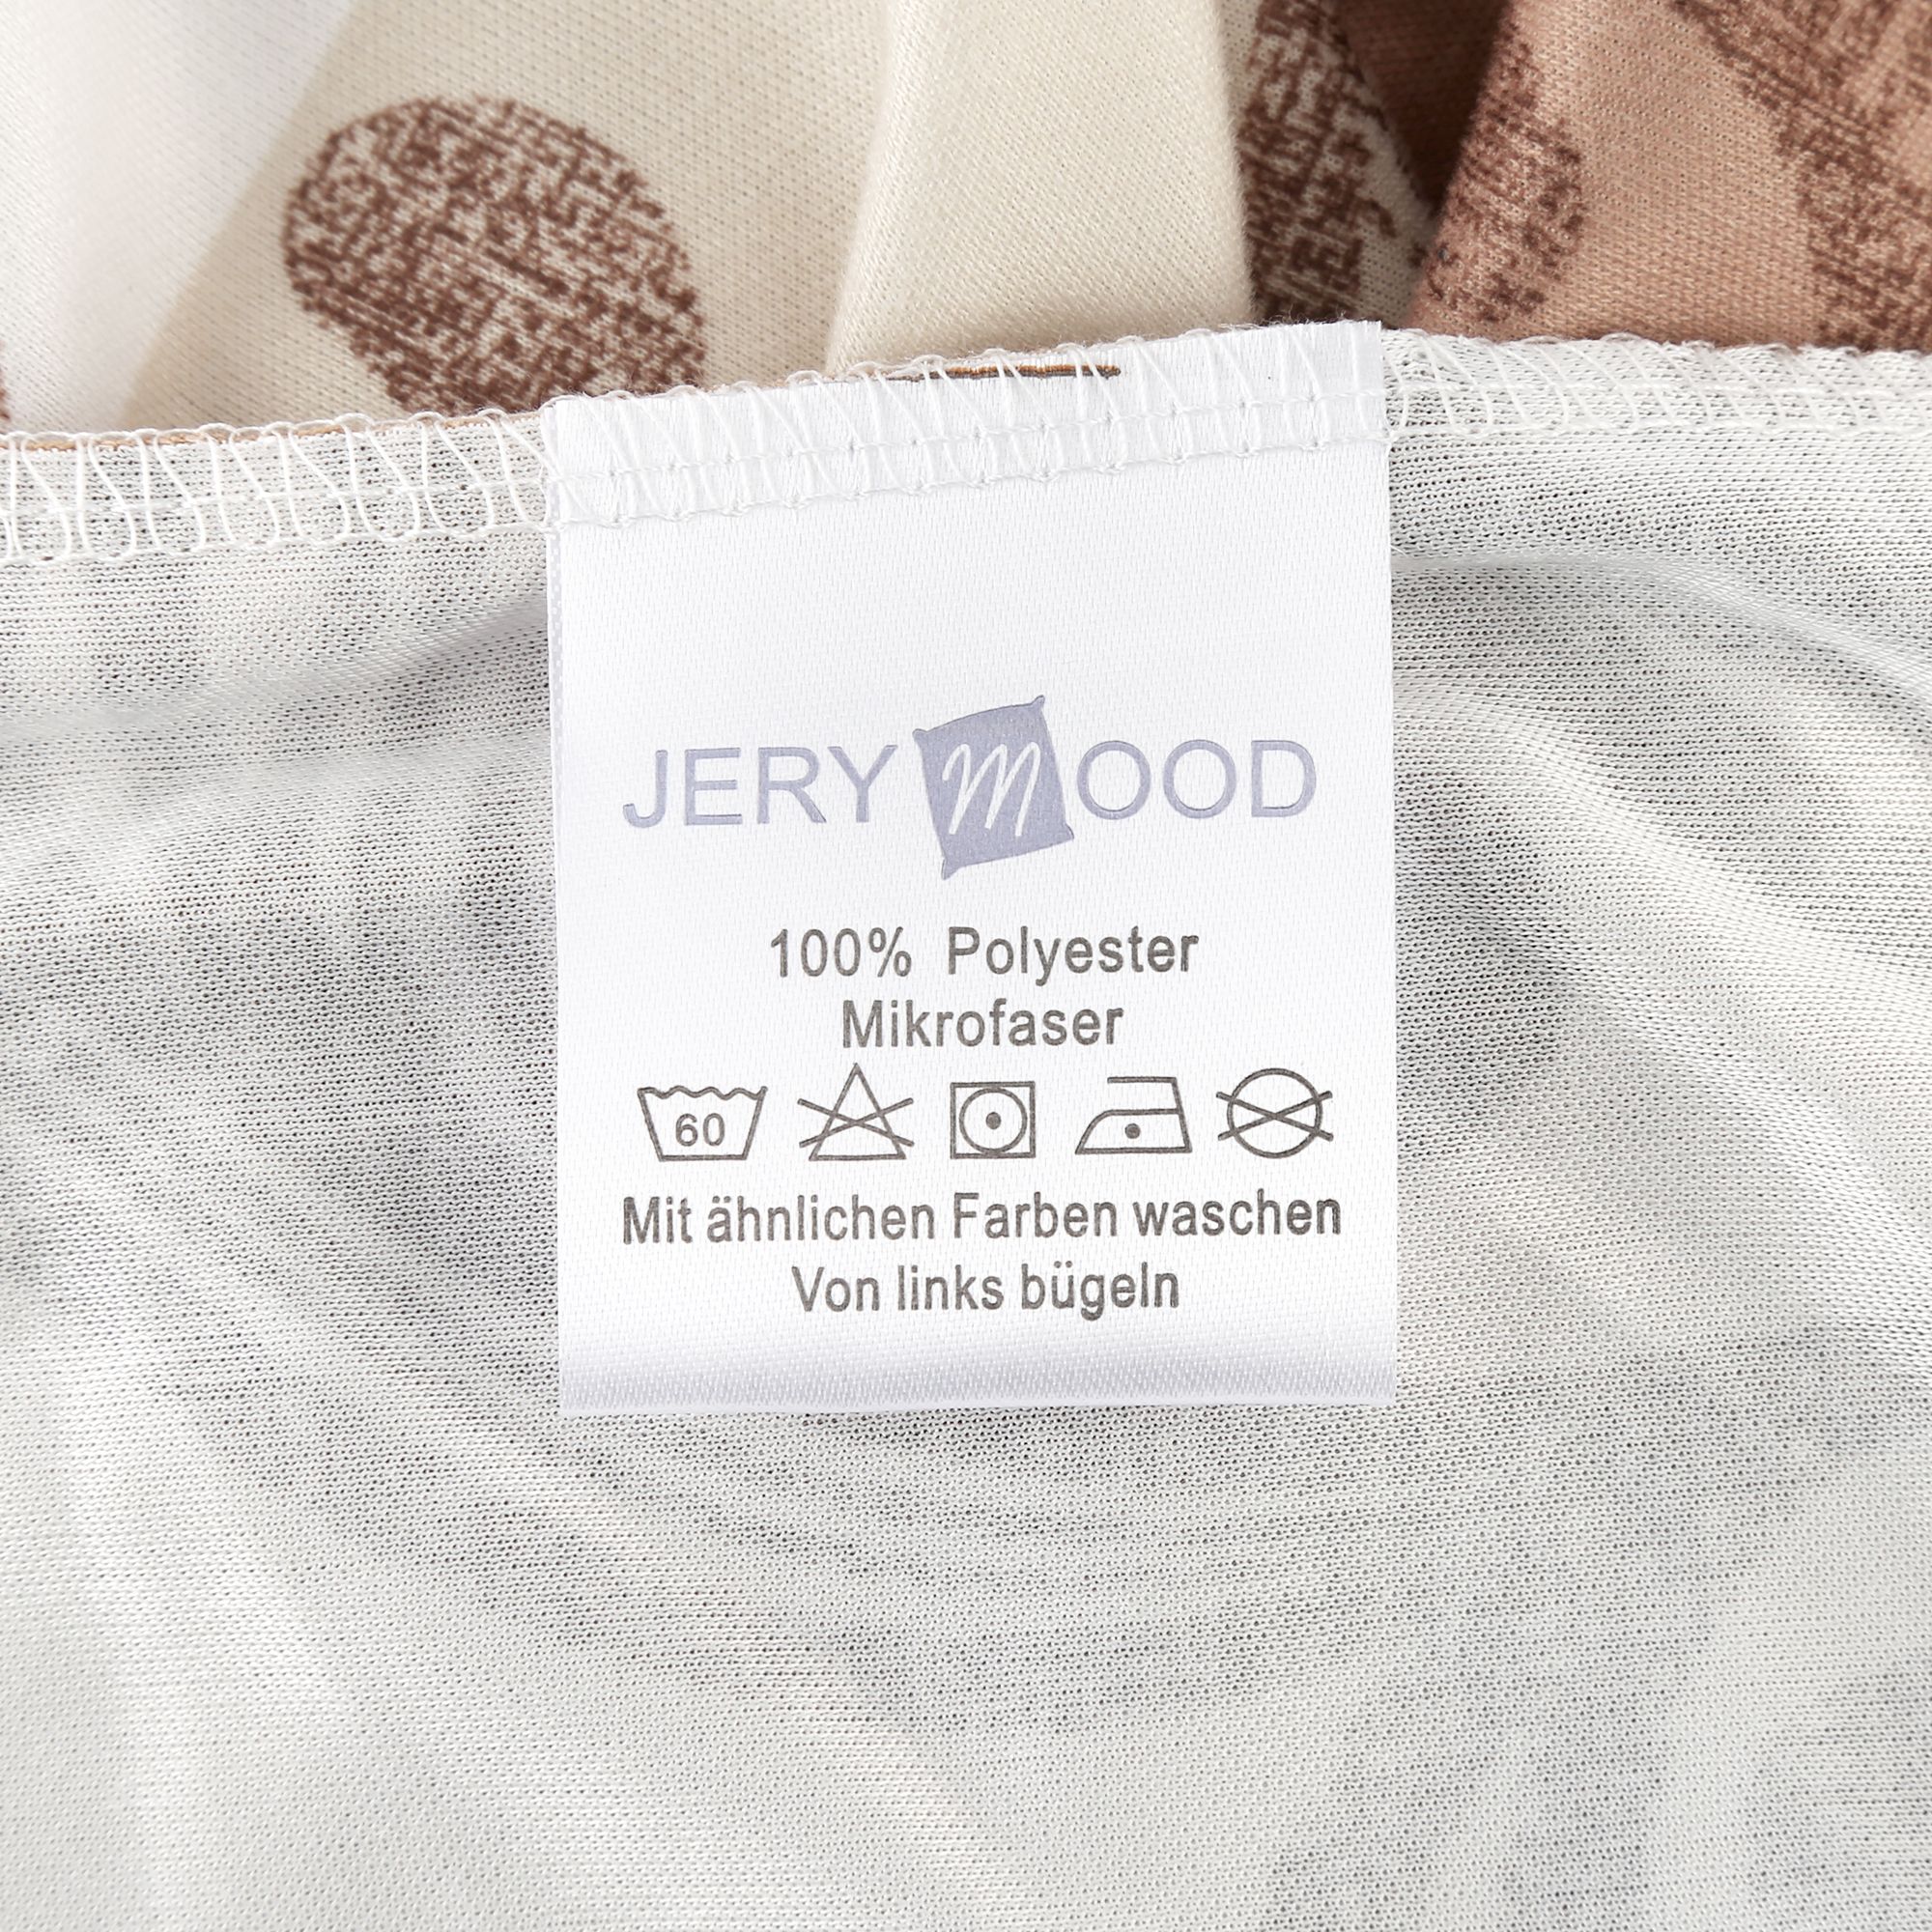 JERY mOOD
100% Polyester
Mikrofaser
60
Mit ähnlichen Farben waschen
Von links bügeln